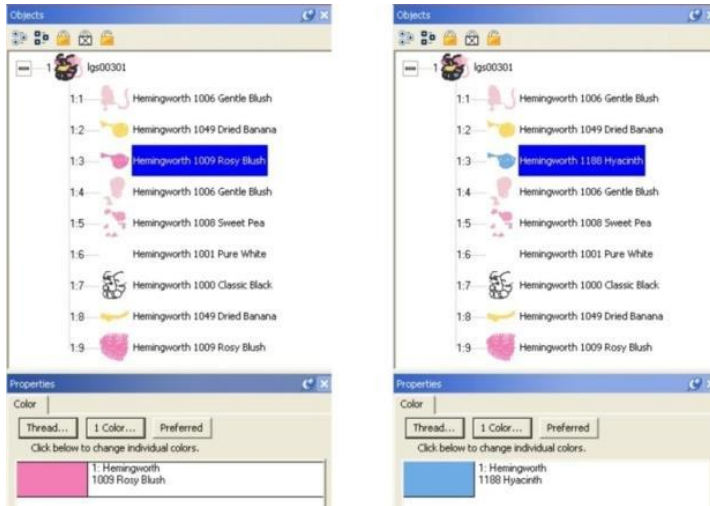 Objects
1 lgs00301
1:1 Hemingworth 1006 Gentle Blush
1:2 Hemingworth 1049 Dried Banana
1:3 Hemingworth 1009 Rosy Blush
1:4 Hemingworth 1006 Gentle Blush
1:5 Hemingworth 1008 Sweet Pea
1:6 Hemingworth 1001 Pure White
1:7 Hemingworth 1000 Classic Black
1:8 Hemingworth 1049 Dried Banana
1:9 Hemingworth 1009 Rosy Blush
Properties
Color
Thread... 1 Color... Preferred
Click below to change individual colors.
1: Hemingworth
1009 Rosy Blush
Objects
1 lgs00301
1:1 Hemingworth 1006 Gentle Blush
1:2 Hemingworth 1049 Dried Banana
1:3 Hemingworth 1188 Hyacinth
1:4 Hemingworth 1006 Gentle Blush
1:5 Hemingworth 1008 Sweet Pea
1:6 Hemingworth 1001 Pure White
1:7 Hemingworth 1000 Classic Black
1:8 Hemingworth 1049 Dried Banana
1:9 Hemingworth 1009 Rosy Blush
Properties
Color
Thread... 1 Color... Preferred
Click below to change individual colors.
1: Hemingworth
1188 Hyacinth